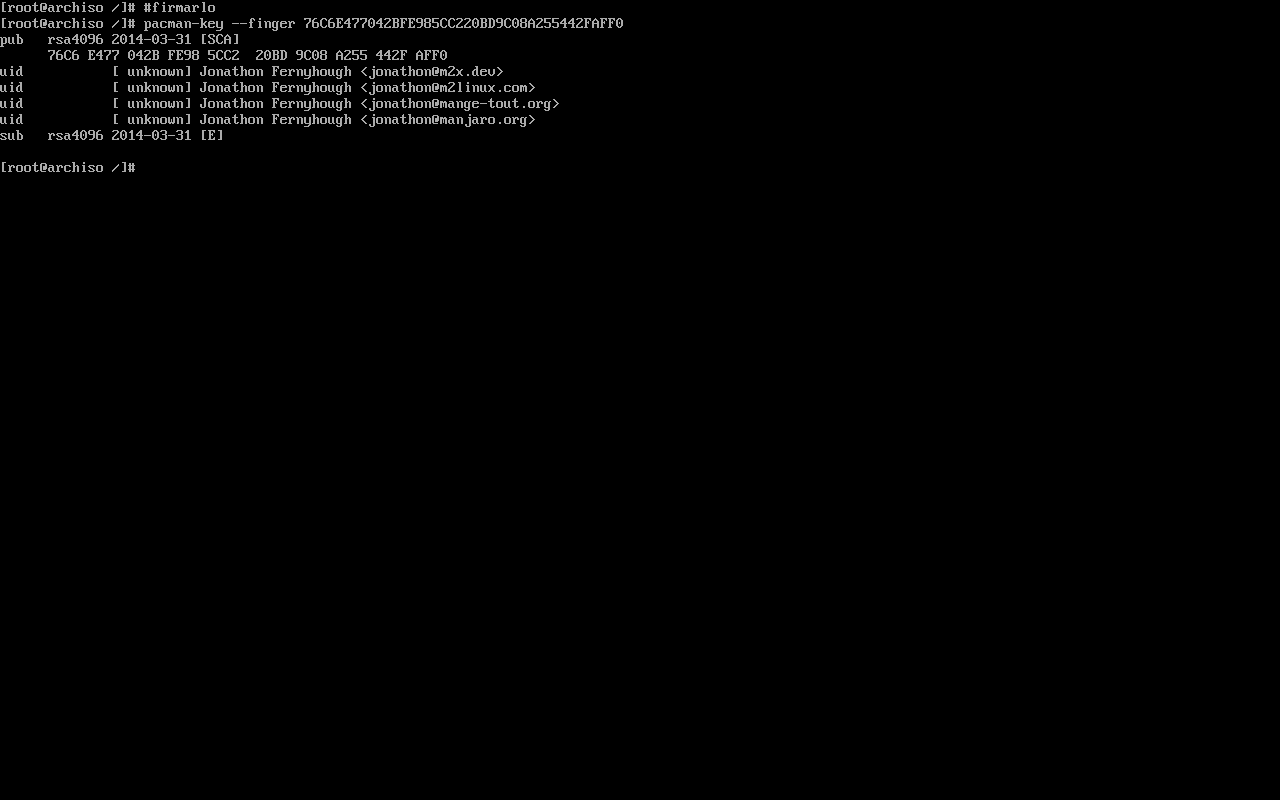 [root@archiso /]# #firmarlo
[root@archiso /]# pacman-key --finger 76C6E477042BFE985CC220BD9C08A255442FAFF0
pub   rsa4096 2014-03-31 [SCA]
      76C6 E477 042B FE98 5CC2  20BD 9C08 A255 442F AFF0
uid           [ unknown] Jonathon Fernyhough <jonathon@m2x.dev>
uid           [ unknown] Jonathon Fernyhough <jonathon@m2linux.com>
uid           [ unknown] Jonathon Fernyhough <jonathon@mange-tout.org>
uid           [ unknown] Jonathon Fernyhough <jonathon@manjaro.org>
sub   rsa4096 2014-03-31 [E]
[root@archiso /]#